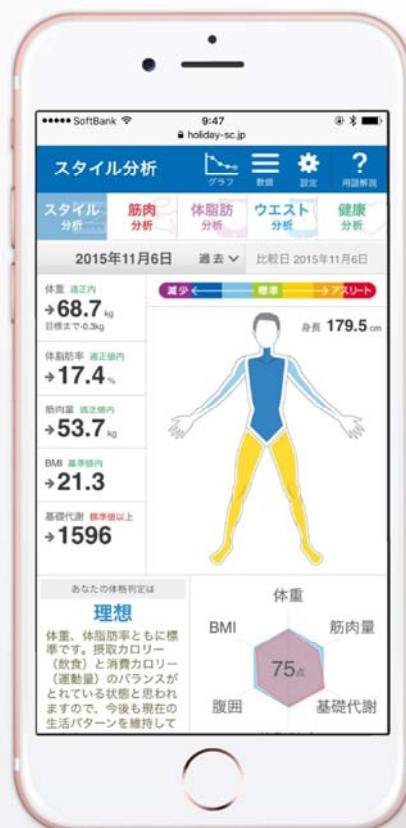 ●●●●● SoftBank 9:47
holiday-sc.jp
スタイル分析 グラフ 数値 設定 ? 用語解説
スタイル 筋肉 体脂肪 ウエスト 健康
分析 分析 分析 分析 分析
2015年11月6日 過去 ∨ 比較日 2015年11月6日
体重 適正内
→68.7 kg
目標まで-0.3kg
体脂肪率 適正値内
→17.4 %
筋肉量 適正値内
→53.7 kg
BMI 基準値内
→21.3
基礎代謝 標準値以上
→1596
減少 ← 標準 → アスリート
身長 179.5 cm
あなたの体格判定は
理想
体重、体脂肪率ともに標
準です。摂取カロリー
（飲食）と消費カロリー
（運動量）のバランスが
とれている状態と思われ
ますので、今後も現在の
生活パターンを維持して
体重
BMI 筋肉量
75点
腹囲 基礎代謝